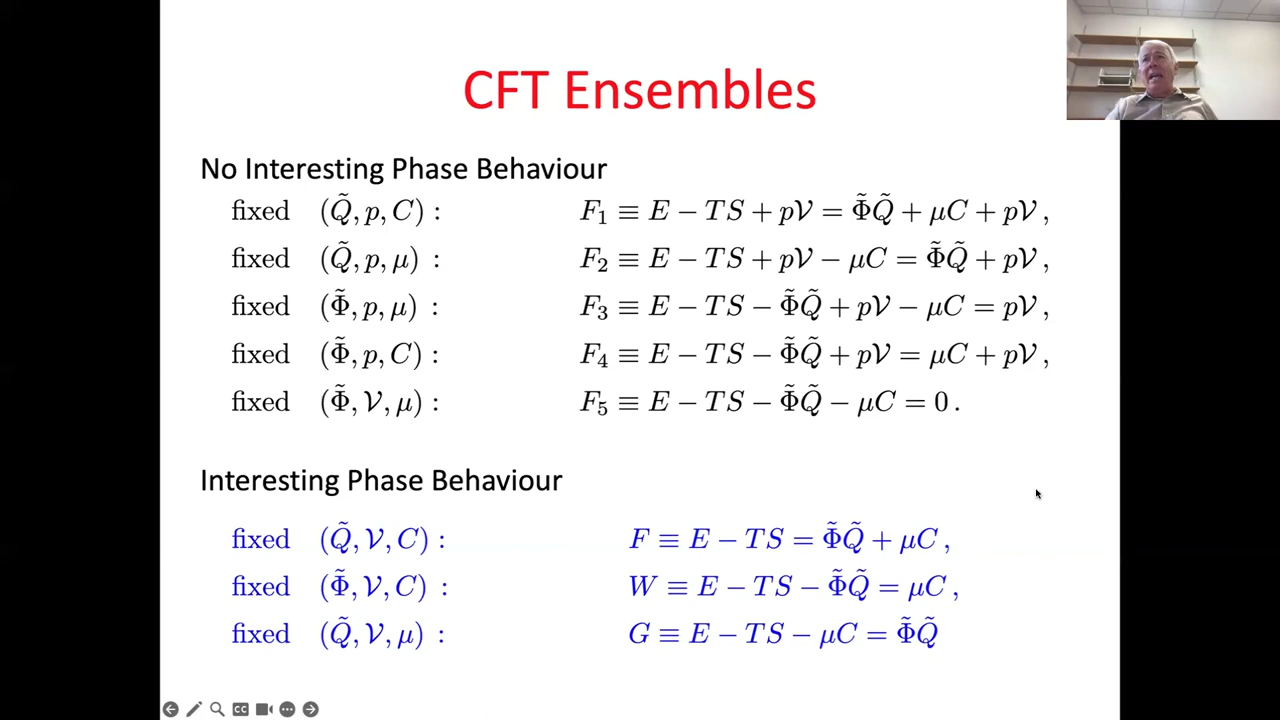 CFT Ensembles
No Interesting Phase Behaviour
fixed (Q̃, p, C) : F₁ ≡ E − TS + p𝒱 = Φ̃Q̃ + μC + p𝒱 ,
fixed (Q̃, p, μ) : F₂ ≡ E − TS + p𝒱 − μC = Φ̃Q̃ + p𝒱 ,
fixed (Φ̃, p, μ) : F₃ ≡ E − TS − Φ̃Q̃ + p𝒱 − μC = p𝒱 ,
fixed (Φ̃, p, C) : F₄ ≡ E − TS − Φ̃Q̃ + p𝒱 = μC + p𝒱 ,
fixed (Φ̃, 𝒱, μ) : F₅ ≡ E − TS − Φ̃Q̃ − μC = 0 .
Interesting Phase Behaviour
fixed (Q̃, 𝒱, C) : F ≡ E − TS = Φ̃Q̃ + μC ,
fixed (Φ̃, 𝒱, C) : W ≡ E − TS − Φ̃Q̃ = μC ,
fixed (Q̃, 𝒱, μ) : G ≡ E − TS − μC = Φ̃Q̃
CC